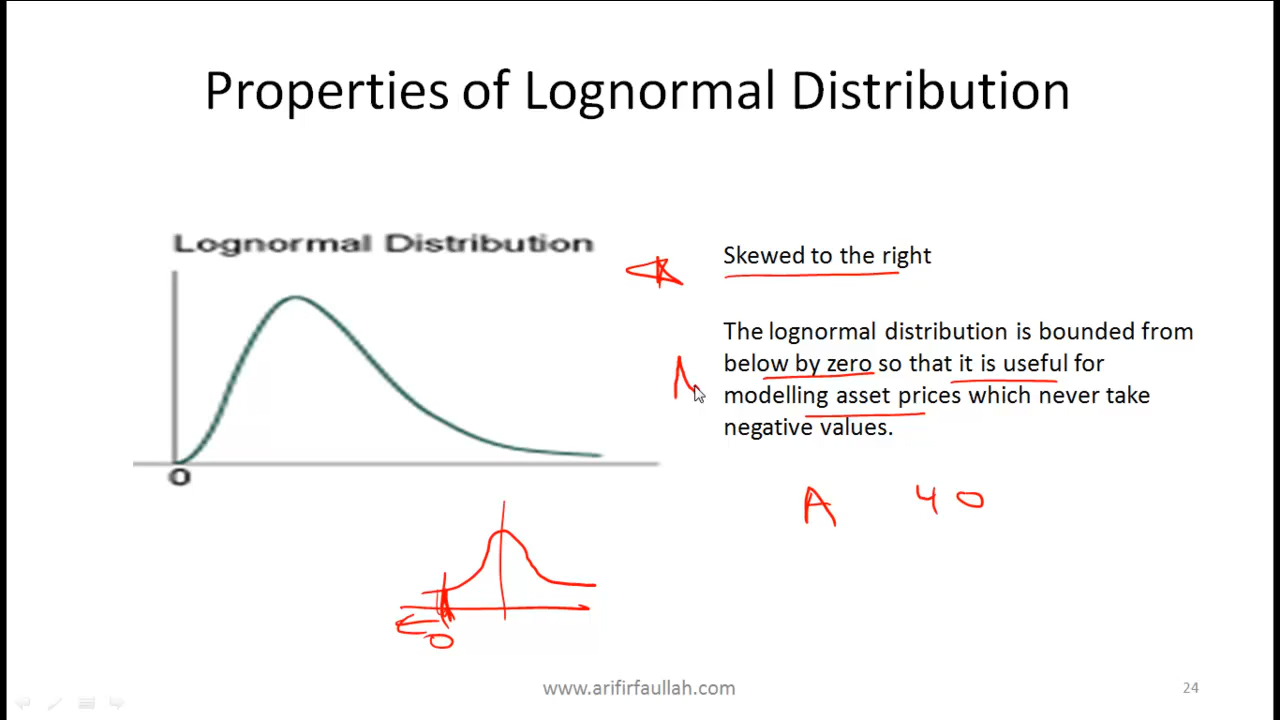 Properties of Lognormal Distribution
Lognormal Distribution
0
Skewed to the right
The lognormal distribution is bounded from
below by zero so that it is useful for
modelling asset prices which never take
negative values.
A 40
0
www.arifirfaullah.com
24